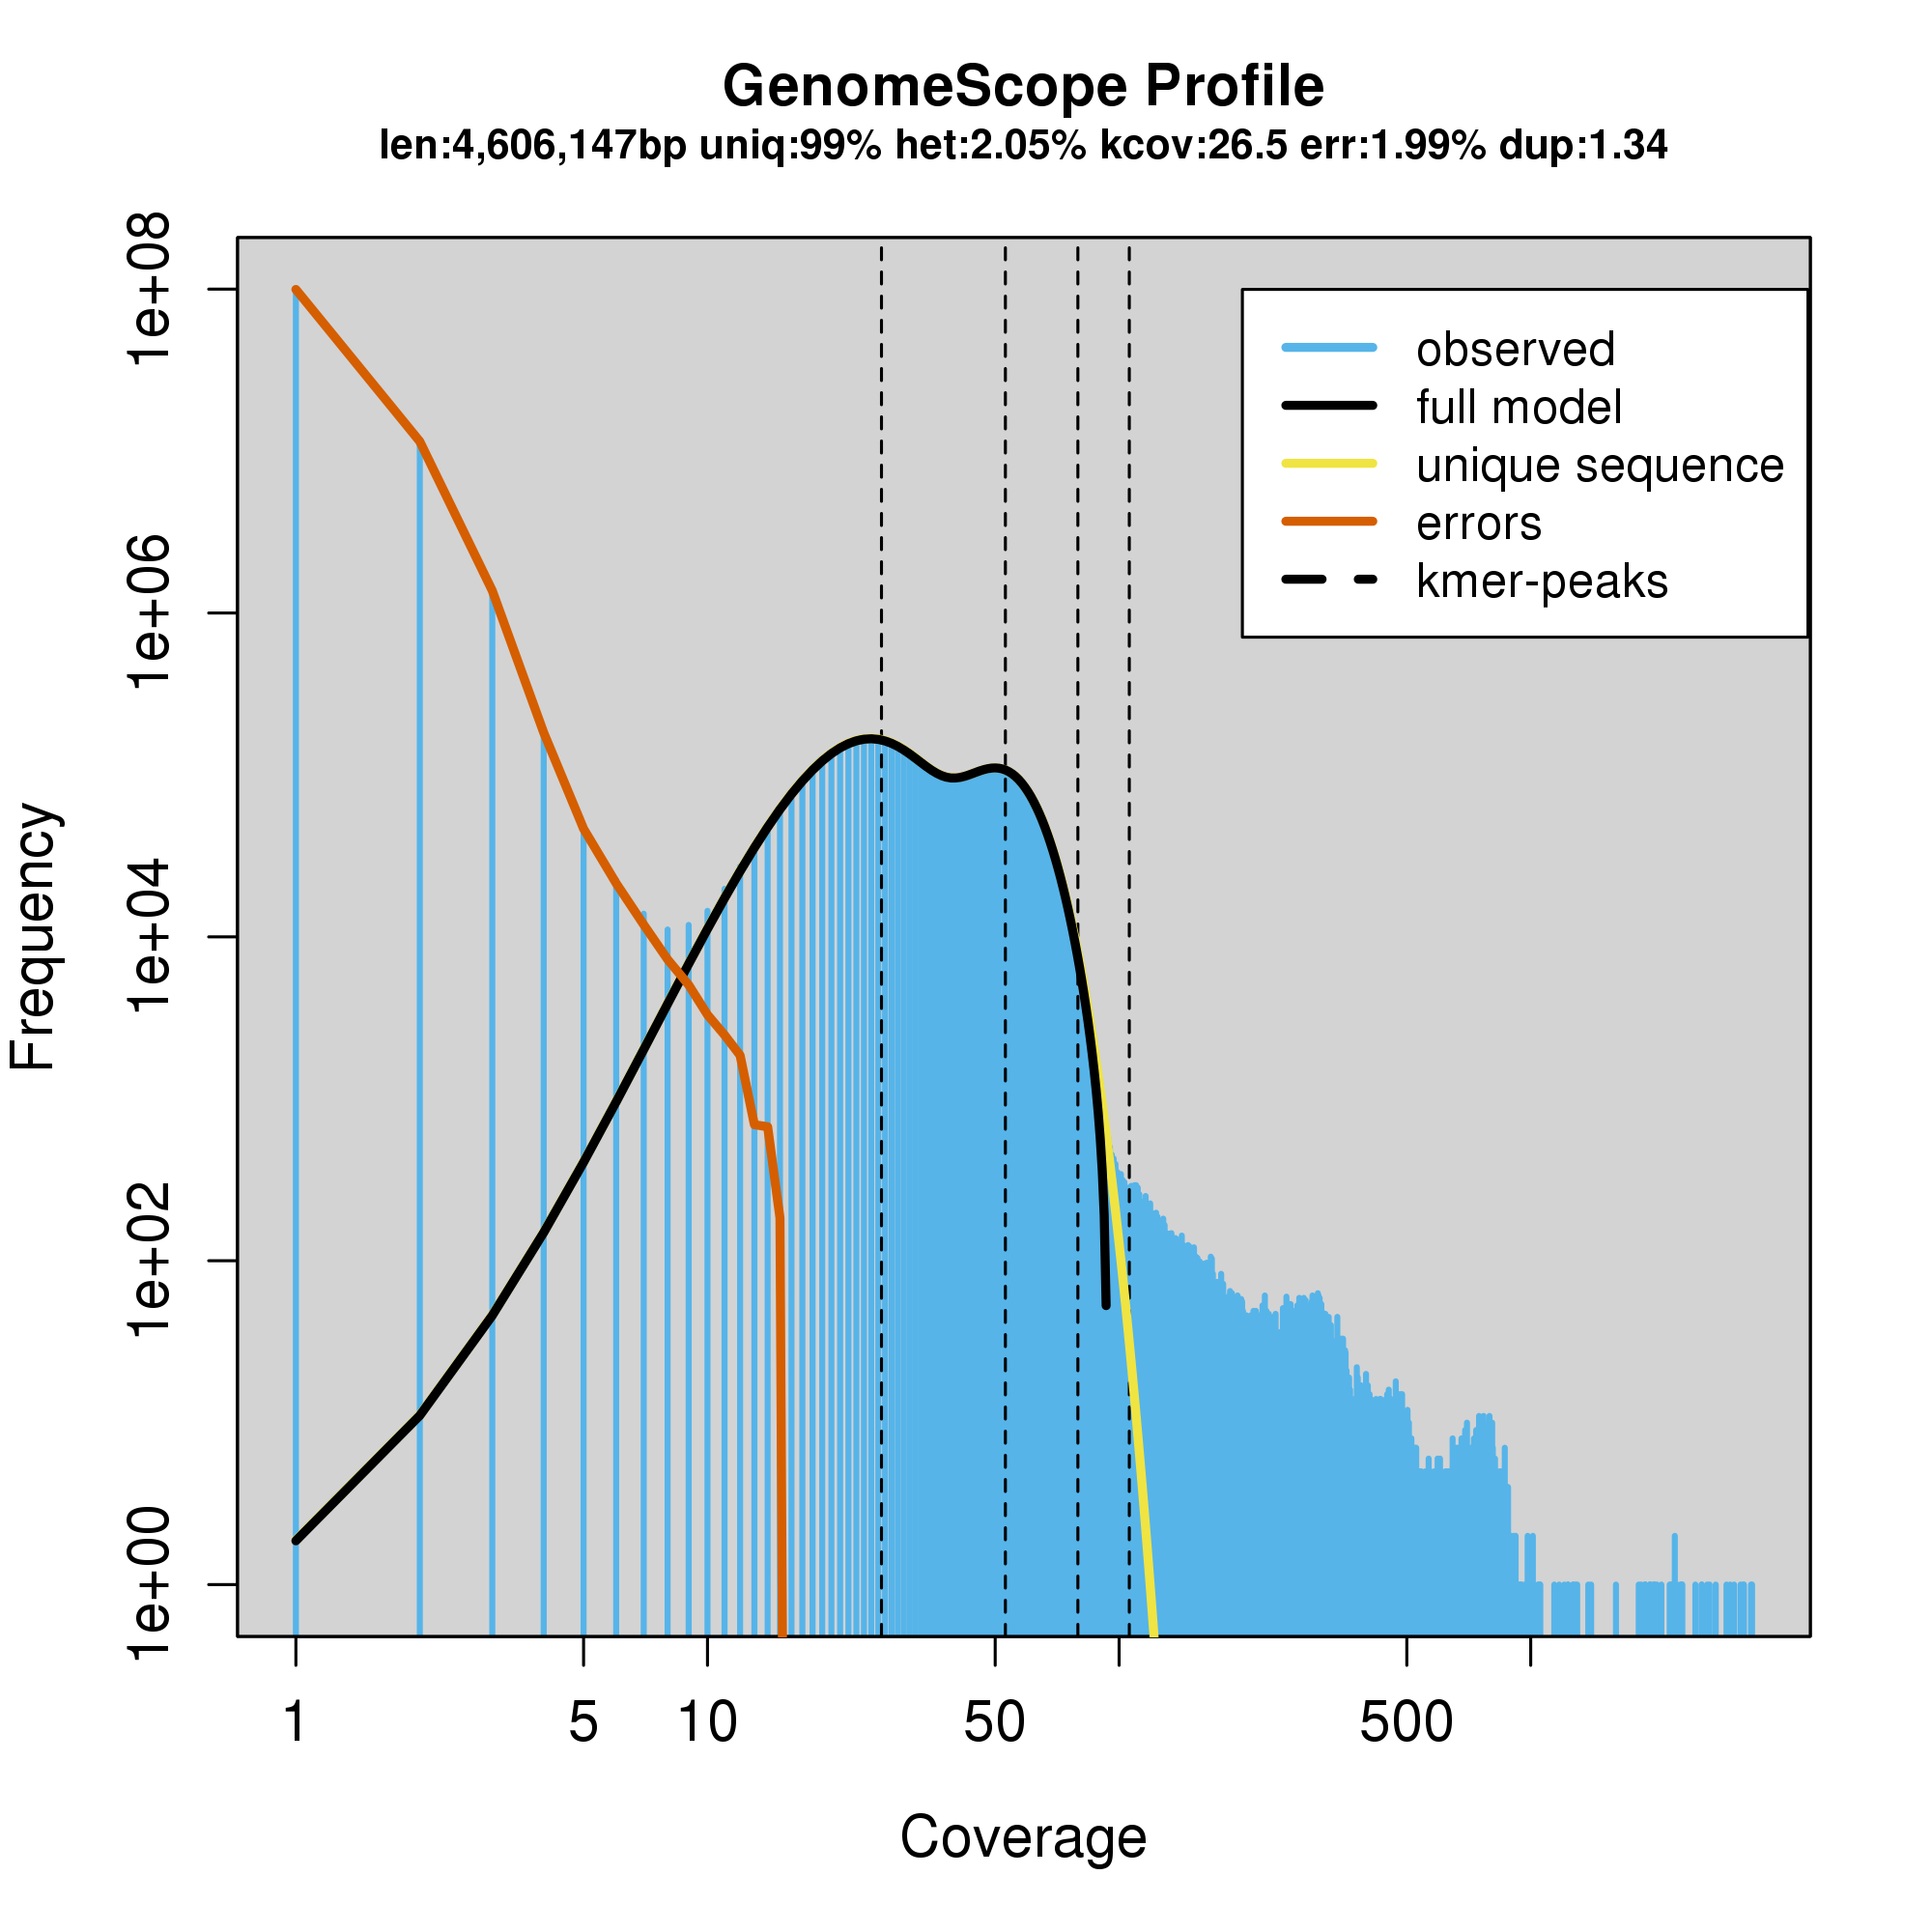 GenomeScope Profile
len:4,606,147bp uniq:99% het:2.05% kcov:26.5 err:1.99% dup:1.34
1e+08
1e+06
1e+04
1e+02
1e+00
Frequency
observed
full model
unique sequence
errors
kmer-peaks
1 5 10 50 500
Coverage